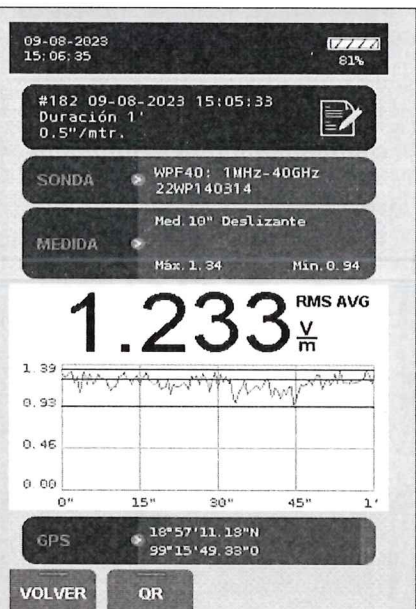 09-08-2023
15:06:35
81%
#182 09-08-2023 15:05:33
Duración 1'
0.5"/mtr.
SONDA
WPF40: 1MHz-40GHz
22WP140314
MEDIDA
Med.10" Deslizante
Máx.1.34 Mín.0.94
1.233 RMS AVG
V/m
1.39
0.93
0.46
0.00
0" 15" 30" 45" 1'
GPS
18°57'11.18"N
99°15'49.33"O
VOLVER QR